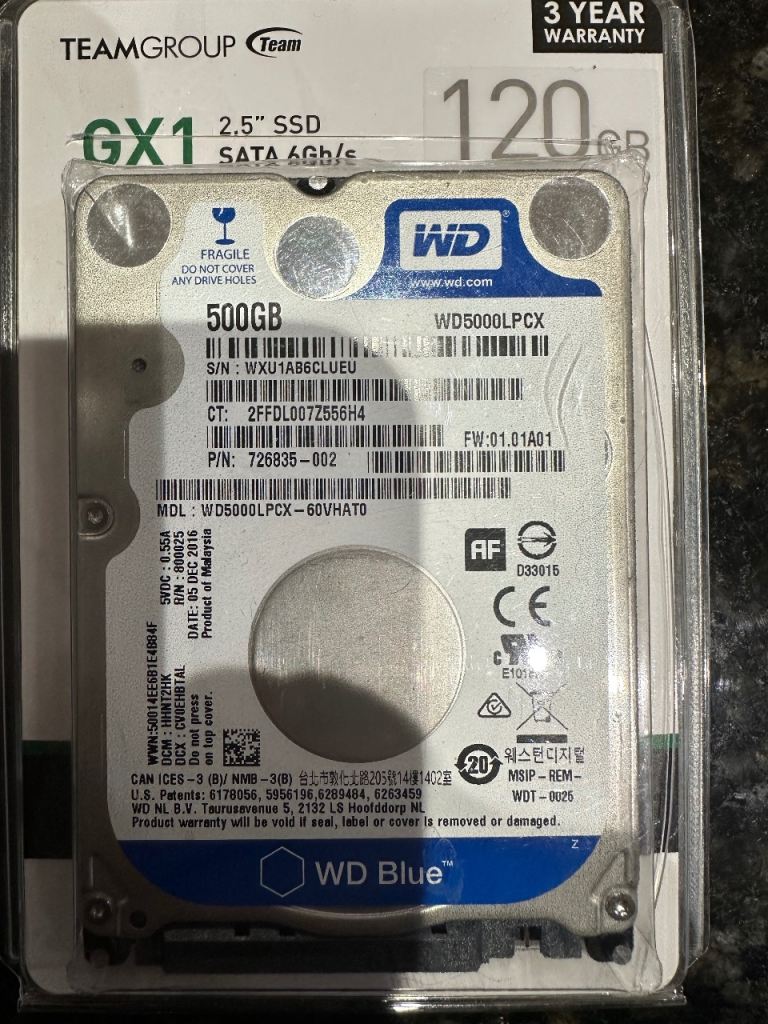 TEAMGROUP Team
3 YEAR
WARRANTY
GX1
2.5" SSD
SATA 6Gb/s
120GB
FRAGILE
DO NOT COVER
ANY DRIVE HOLES
WD®
www.wd.com
500GB
WD5000LPCX
S/N : WXU1AB6CLUEU
CT: 2FFDL007Z556H4
FW:01.01A01
P/N: 726835-002
MDL : WD5000LPCX-60VHAT0
WWN:50014EE6B1E4B84F
DCM : HHNT2HK
5VDC : 0.55A
DCX : CV0EHBTAL
R/N : 800025
Do not press
on top cover.
DATE: 05 DEC 2016
Product of Malaysia
AF
D33015
CE
20
웨스턴디지털
MSIP-REM-
WDT-0026
CAN ICES-3 (B)/ NMB-3(B) 台北市敦化北路205號14樓1402室
U.S. Patents: 6178056, 5956196,6289484, 6263459
WD NL B.V. Taurusavenue 5, 2132 LS Hoofddorp NL
Product warranty will be void if seal, label or cover is removed or damaged.
Z
WD Blue™